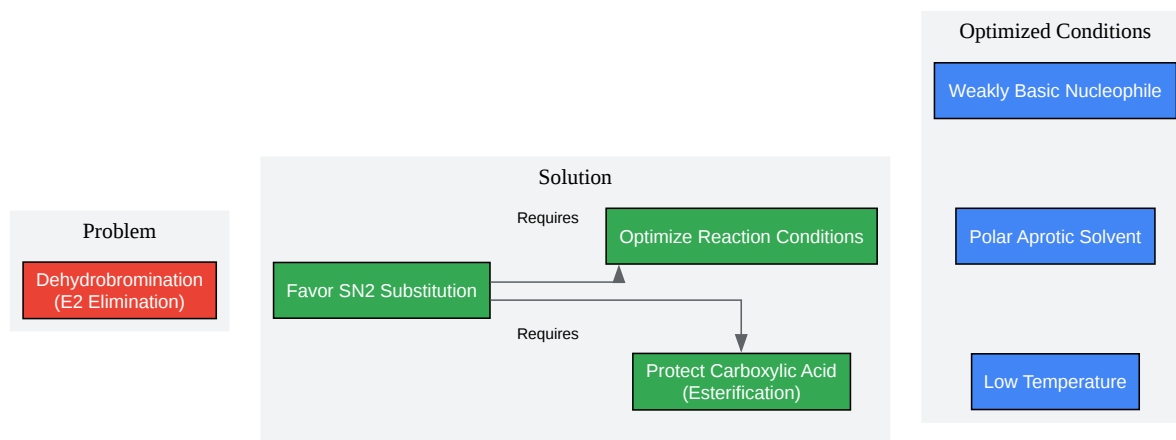 Problem
Dehydrobromination
(E2 Elimination)
Solution
Favor SN2 Substitution
Requires
Optimize Reaction Conditions
Requires
Protect Carboxylic Acid
(Esterification)
Optimized Conditions
Weakly Basic Nucleophile
Polar Aprotic Solvent
Low Temperature